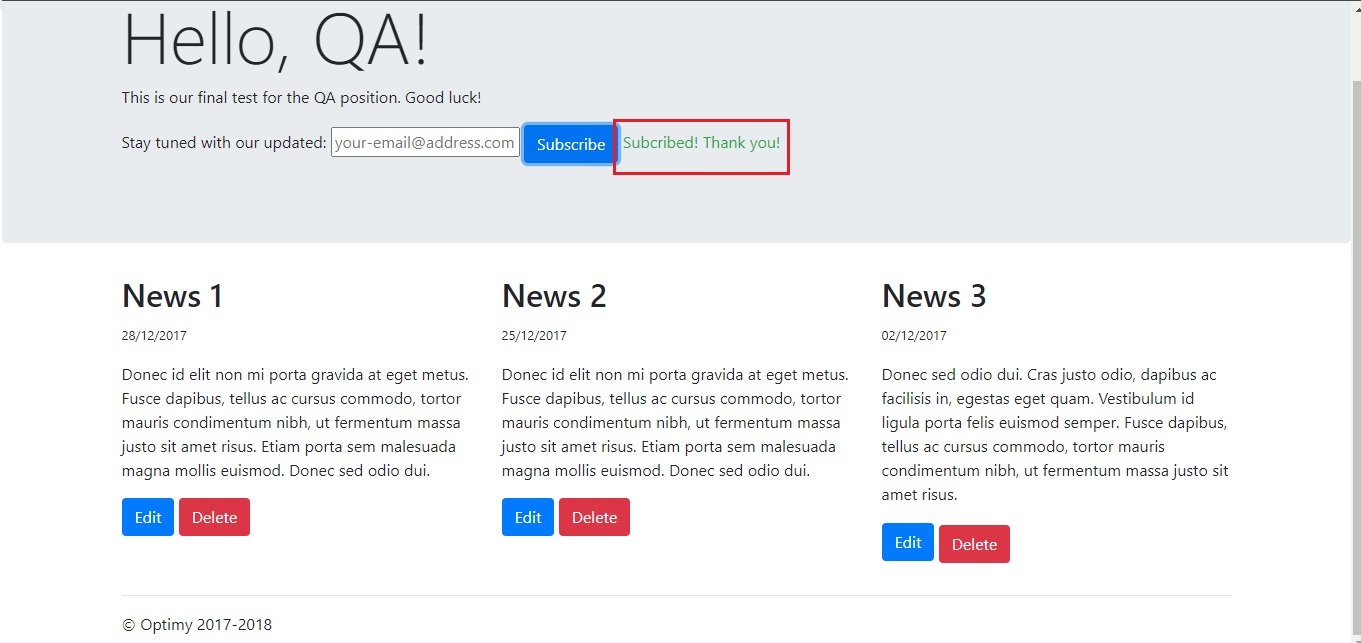 Hello, QA!
This is our final test for the QA position. Good luck!
Stay tuned with our updated: your-email@address.com Subscribe Subcribed! Thank you!
News 1
28/12/2017
Donec id elit non mi porta gravida at eget metus.
Fusce dapibus, tellus ac cursus commodo, tortor
mauris condimentum nibh, ut fermentum massa
justo sit amet risus. Etiam porta sem malesuada
magna mollis euismod. Donec sed odio dui.
Edit Delete
News 2
25/12/2017
Donec id elit non mi porta gravida at eget metus.
Fusce dapibus, tellus ac cursus commodo, tortor
mauris condimentum nibh, ut fermentum massa
justo sit amet risus. Etiam porta sem malesuada
magna mollis euismod. Donec sed odio dui.
Edit Delete
News 3
02/12/2017
Donec sed odio dui. Cras justo odio, dapibus ac
facilisis in, egestas eget quam. Vestibulum id
ligula porta felis euismod semper. Fusce dapibus,
tellus ac cursus commodo, tortor mauris
condimentum nibh, ut fermentum massa justo sit
amet risus.
Edit Delete
© Optimy 2017-2018